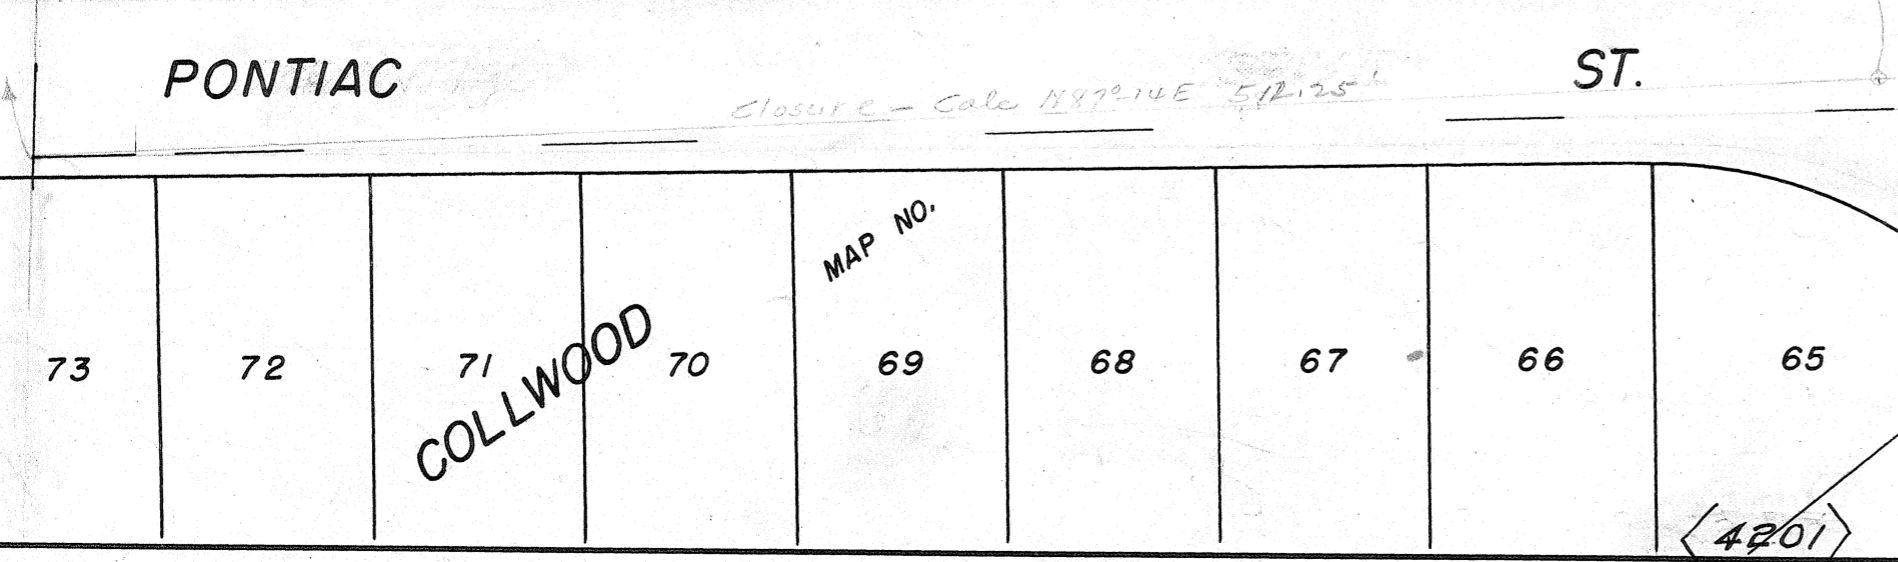 PONTIAC ST.
Closure - Calc N87°-14E 512.25'
MAP NO.
COLLWOOD
73 72 71 70 69 68 67 66 65
<4201>